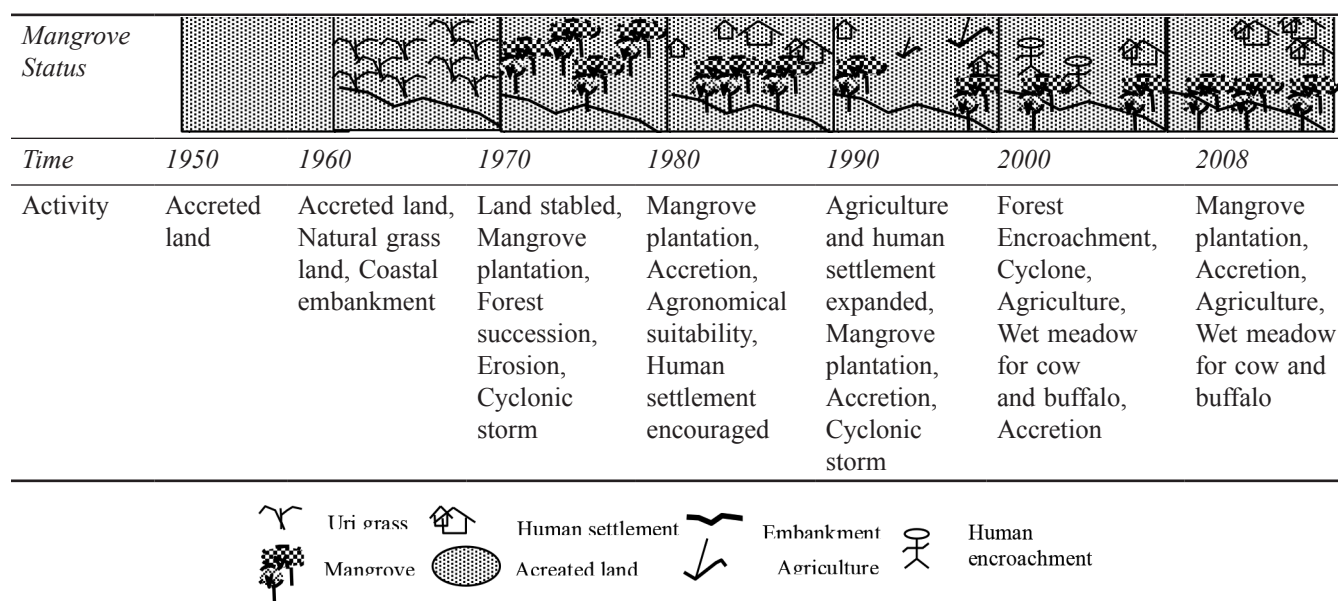 Mangrove
Status
Time 1950 1960 1970 1980 1990 2000 2008
Activity
Accreted
land
Accreted land,
Natural grass
land, Coastal
embankment
Land stabled,
Mangrove
plantation,
Forest
succession,
Erosion,
Cyclonic
storm
Mangrove
plantation,
Accretion,
Agronomical
suitability,
Human
settlement
encouraged
Agriculture
and human
settlement
expanded,
Mangrove
plantation,
Accretion,
Cyclonic
storm
Forest
Encroachment,
Cyclone,
Agriculture,
Wet meadow
for cow
and buffalo,
Accretion
Mangrove
plantation,
Accretion,
Agriculture,
Wet meadow
for cow and
buffalo
Uri grass
Human settlement
Embankment
Human
encroachment
Mangrove
Acreated land
Agriculture